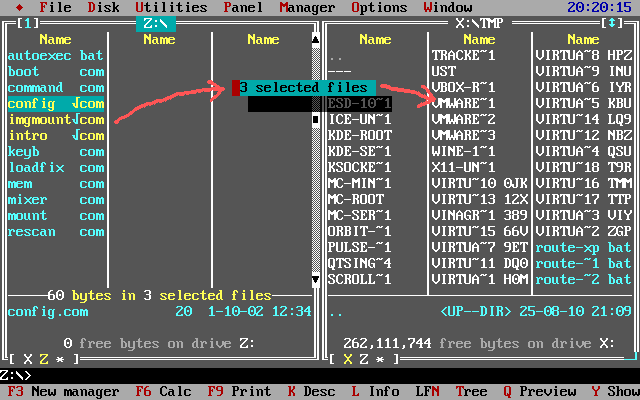 ♦ File Disk Utilities Panel Manager Options Window 20:20:15
[1] Z:\ X:\TMP [↕]
Name Name Name Name Name Name
autoexec bat .. TRACKE~1 VIRTUA~8 HPZ
boot com --- UST VIRTUA~9 INU
command com 3 selected files VBOX-R~1 VIRTUA~6 IYR
config √com ESD-10~1 VMWARE~1 VIRTUA~5 KBU
imgmount√com ICE-UN~1 VMWARE~2 VIRTU~14 LQ9
intro √com KDE-ROOT VMWARE~3 VIRTU~12 NBZ
keyb com KDE-SE~1 WINE-1~1 VIRTUA~4 QSU
loadfix com KSOCKE~1 X11-UN~1 VIRTU~18 T9R
mem com MC-MIN~1 VIRTU~10 0JK VIRTU~16 TMM
mixer com MC-ROOT VIRTU~13 12X VIRTU~17 TTP
mount com MC-SER~1 VINAGR~1 389 VIRTUA~3 VIY
rescan com ORBIT-~1 VIRTU~15 66V VIRTUA~2 ZGP
PULSE-~1 VIRTUA~7 9ET route-xp bat
QTSING~4 VIRTU~11 DQ0 route-~1 bat
SCROLL~1 VIRTUA~1 H0M route-~2 bat
60 bytes in 3 selected files
config.com 20 1-10-02 12:34 .. <UP--DIR> 25-08-10 21:09
0 free bytes on drive Z: 262,111,744 free bytes on drive X:
[ X Z * ] [ X Z * ]
Z:\>
F3 New manager F6 Calc F9 Print K Desc L Info LFN Tree Q Preview Y Show